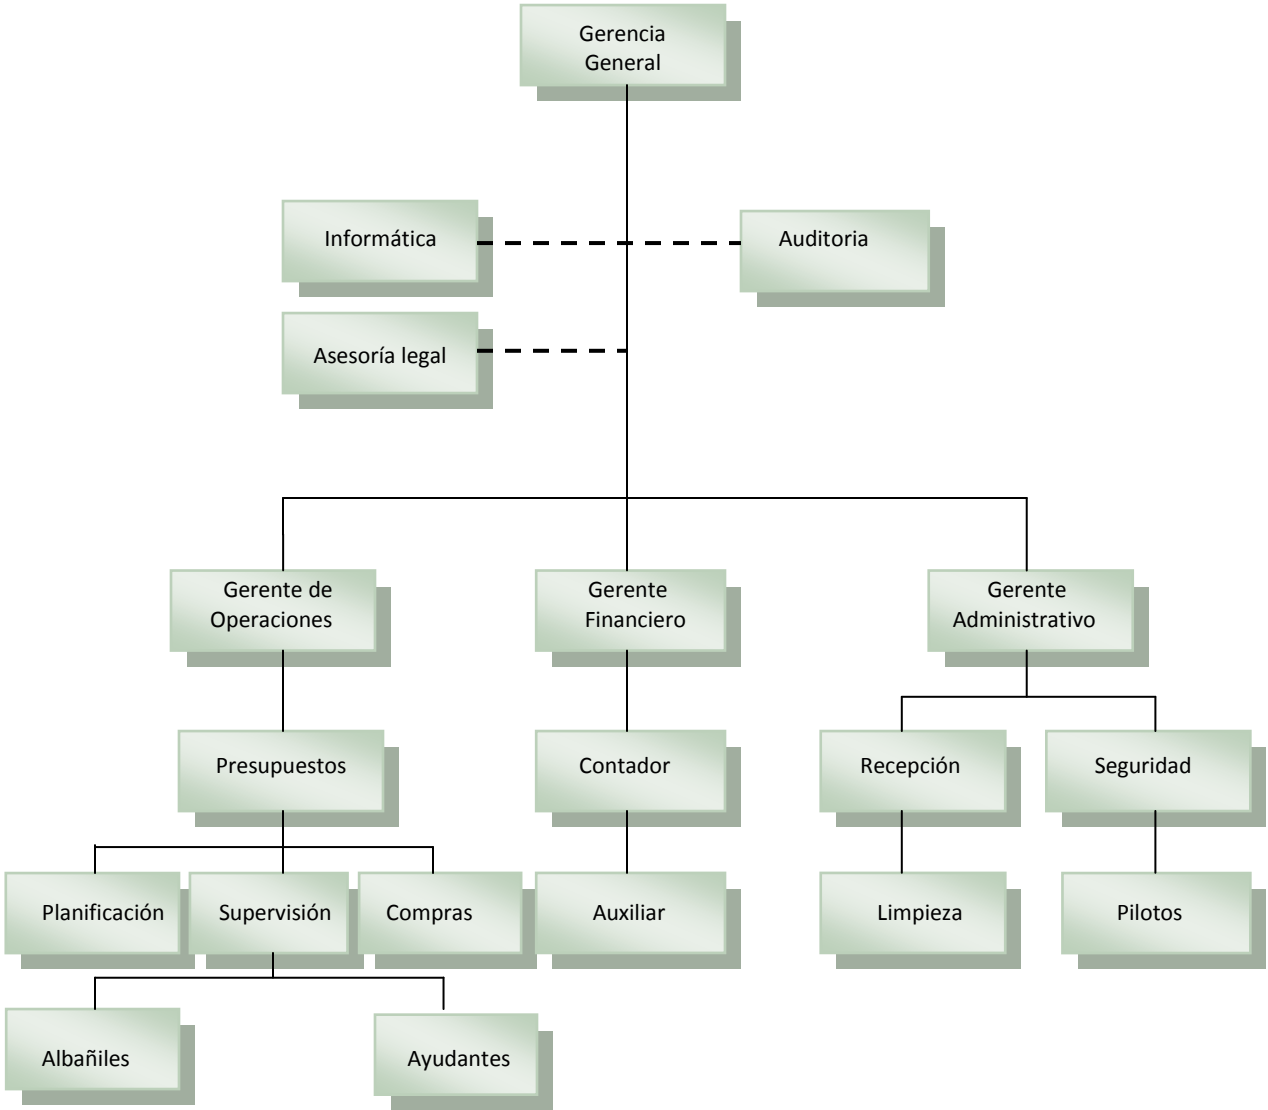 Gerencia
General
Informática
Auditoria
Asesoría legal
Gerente de
Operaciones
Gerente
Financiero
Gerente
Administrativo
Presupuestos
Contador
Recepción
Seguridad
Planificación
Supervisión
Compras
Auxiliar
Limpieza
Pilotos
Albañiles
Ayudantes